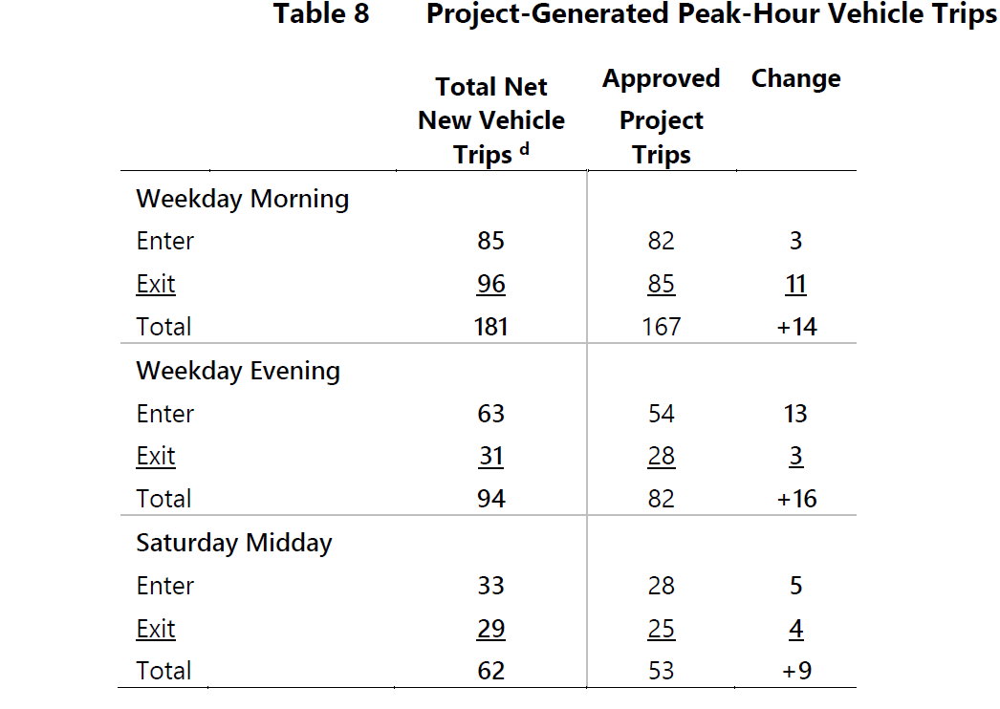 Table 8 Project-Generated Peak-Hour Vehicle Trips
Total Net New Vehicle Trips d Approved Project Trips Change
Weekday Morning
Enter 85 82 3
Exit 96 85 11
Total 181 167 +14
Weekday Evening
Enter 63 54 13
Exit 31 28 3
Total 94 82 +16
Saturday Midday
Enter 33 28 5
Exit 29 25 4
Total 62 53 +9